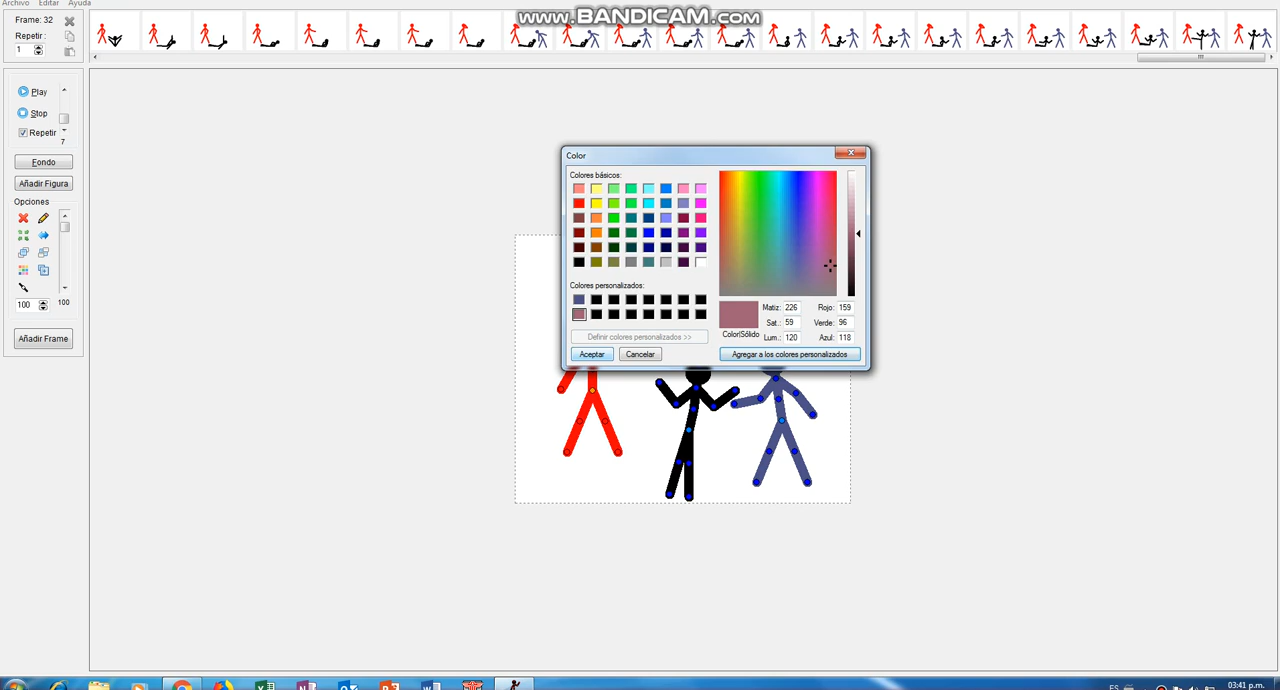 Archivo Editar Ayuda
www.BANDICAM.com
Frame: 32
Repetir :
1
Play
Stop
Repetir
7
Fondo
Añadir Figura
Opciones
100 100
Añadir Frame
Color
Colores básicos:
Colores personalizados:
Definir colores personalizados >>
Aceptar Cancelar
Matiz: 226 Rojo: 159
Sat.: 59 Verde: 96
Color|Sólido Lum.: 120 Azul: 118
Agregar a los colores personalizados
ES 03:41 p.m.